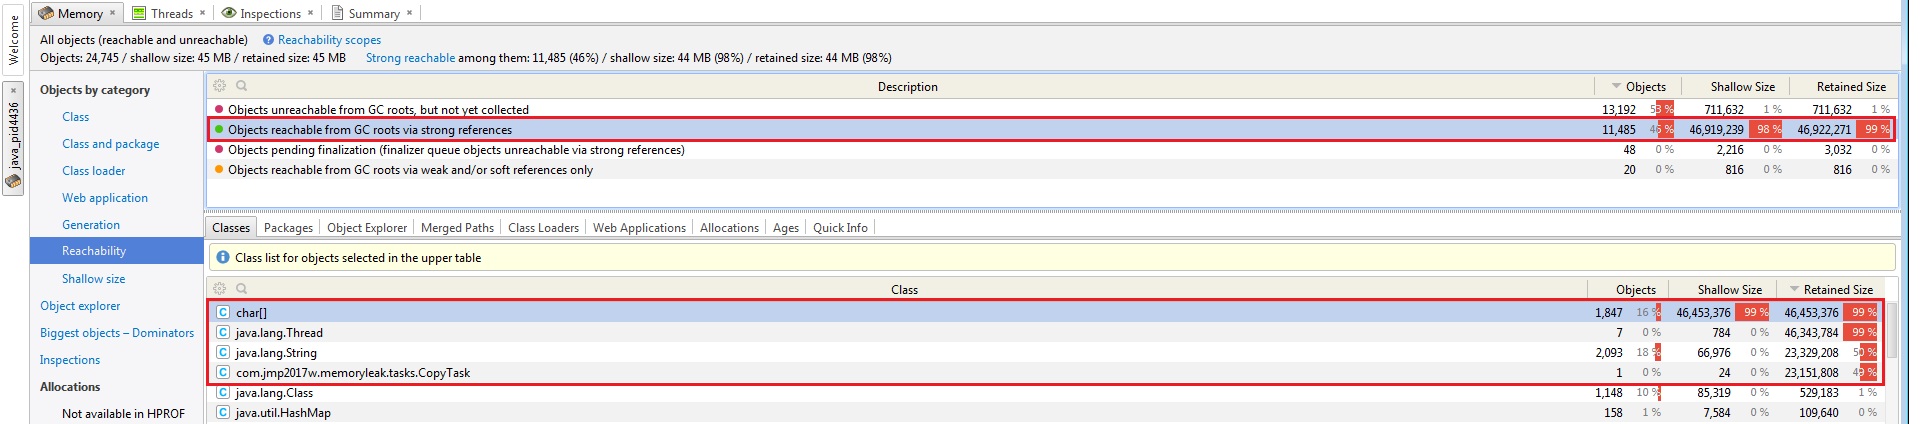 Welcome
java_pid4436
Memory Threads Inspections Summary
All objects (reachable and unreachable) Reachability scopes
Objects: 24,745 / shallow size: 45 MB / retained size: 45 MB Strong reachable among them: 11,485 (46%) / shallow size: 44 MB (98%) / retained size: 44 MB (98%)
Objects by category
Class
Class and package
Class loader
Web application
Generation
Reachability
Shallow size
Object explorer
Biggest objects – Dominators
Inspections
Allocations
Not available in HPROF
Description Objects Shallow Size Retained Size
Objects unreachable from GC roots, but not yet collected 13,192 53 % 711,632 1 % 711,632 1 %
Objects reachable from GC roots via strong references 11,485 46 % 46,919,239 98 % 46,922,271 99 %
Objects pending finalization (finalizer queue objects unreachable via strong references) 48 0 % 2,216 0 % 3,032 0 %
Objects reachable from GC roots via weak and/or soft references only 20 0 % 816 0 % 816 0 %
Classes Packages Object Explorer Merged Paths Class Loaders Web Applications Allocations Ages Quick Info
Class list for objects selected in the upper table
Class Objects Shallow Size Retained Size
char[] 1,847 16 % 46,453,376 99 % 46,453,376 99 %
java.lang.Thread 7 0 % 784 0 % 46,343,784 99 %
java.lang.String 2,093 18 % 66,976 0 % 23,329,208 50 %
com.jmp2017w.memoryleak.tasks.CopyTask 1 0 % 24 0 % 23,151,808 49 %
java.lang.Class 1,148 10 % 85,319 0 % 529,183 1 %
java.util.HashMap 158 1 % 7,584 0 % 109,640 0 %